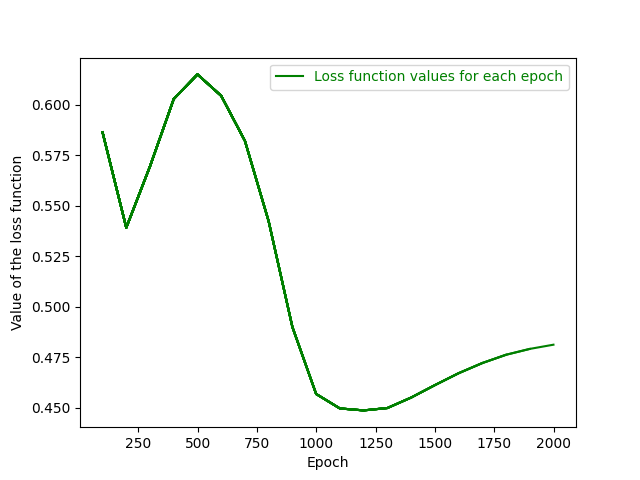 Loss function values for each epoch
0.600
0.575
0.550
0.525
0.500
0.475
0.450
Value of the loss function
250 500 750 1000 1250 1500 1750 2000
Epoch